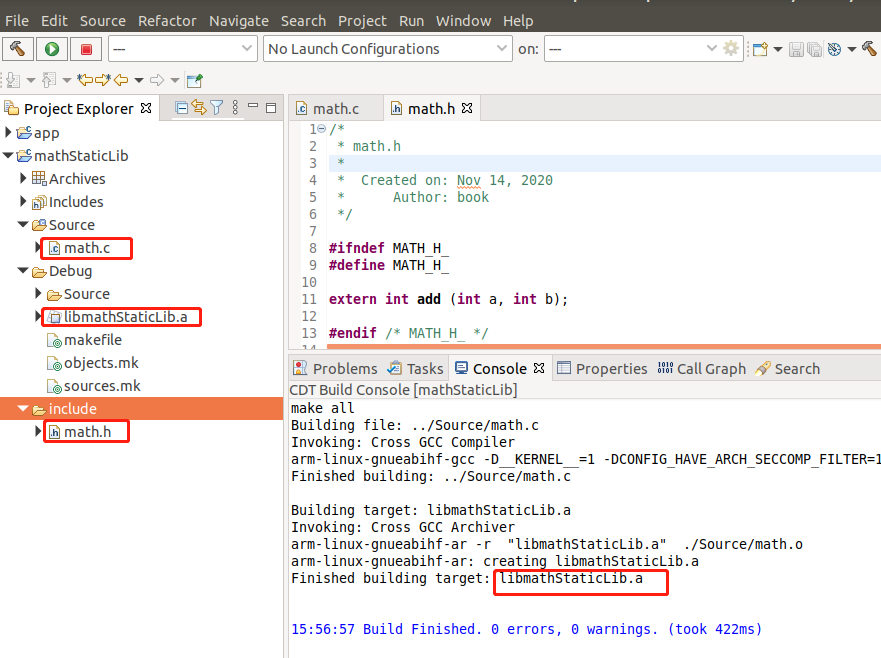 File Edit Source Refactor Navigate Search Project Run Window Help
--- No Launch Configurations on: ---
Project Explorer
app
mathStaticLib
Archives
Includes
Source
math.c
Debug
Source
libmathStaticLib.a
makefile
objects.mk
sources.mk
include
math.h
math.c math.h
1 /*
2 * math.h
3 *
4 * Created on: Nov 14, 2020
5 * Author: book
6 */
7
8 #ifndef MATH_H_
9 #define MATH_H_
10
11 extern int add (int a, int b);
12
13 #endif /* MATH_H_ */
14
Problems Tasks Console Properties Call Graph Search
CDT Build Console [mathStaticLib]
make all
Building file: ../Source/math.c
Invoking: Cross GCC Compiler
arm-linux-gnueabihf-gcc -D__KERNEL__=1 -DCONFIG_HAVE_ARCH_SECCOMP_FILTER=1
Finished building: ../Source/math.c
Building target: libmathStaticLib.a
Invoking: Cross GCC Archiver
arm-linux-gnueabihf-ar -r "libmathStaticLib.a" ./Source/math.o
arm-linux-gnueabihf-ar: creating libmathStaticLib.a
Finished building target: libmathStaticLib.a
15:56:57 Build Finished. 0 errors, 0 warnings. (took 422ms)